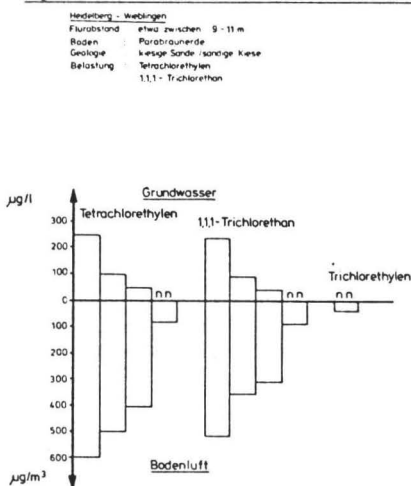 Heidelberg - Wieblingen
Flurabstand etwa zwischen 9 - 11 m
Boden : Parabraunerde
Geologie : kiesige Sande / sandige Kiese
Belastung : Tetrachlorethylen
1,1,1 - Trichlorethan
µg/l
Grundwasser
Tetrachlorethylen
1,1,1 - Trichlorethan
Trichlorethylen
300
200
100
0
n n
n n
n n
100
200
300
400
500
600
µg/m³
Bodenluft